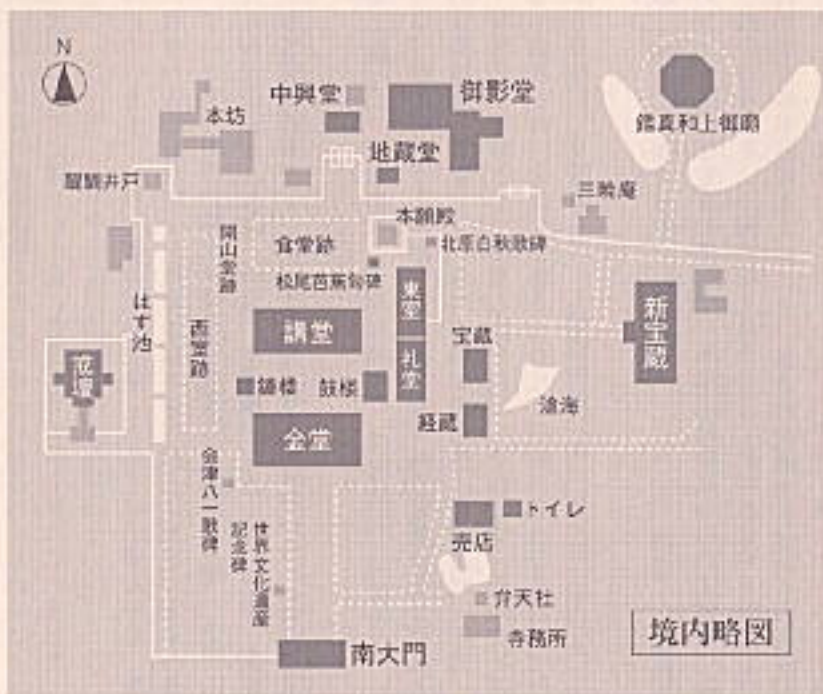 N
中興堂
御影堂
本坊
鑑真和上御廟
地蔵堂
醍醐井戸
三暁庵
本願殿
開山堂跡
食堂跡
北原白秋歌碑
松尾芭蕉句碑
はす池
東室
講堂
新宝蔵
西室跡
宝蔵
礼堂
戒壇
鐘楼
鼓楼
滄海
経蔵
金堂
会津八一歌碑
トイレ
世界文化遺産
記念碑
売店
弁天社
寺務所
境内略図
南大門